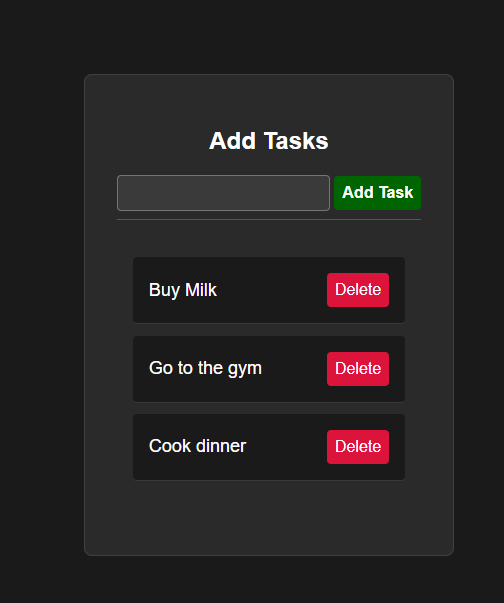 Add Tasks
Add Task
Buy Milk Delete
Go to the gym Delete
Cook dinner Delete